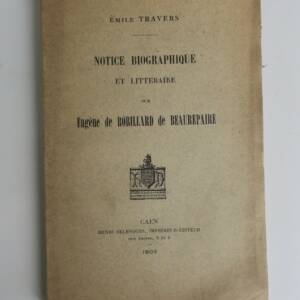 ÉMILE TRAVERS
NOTICE BIOGRAPHIQUE
ET LITTÉRAIRE
SUR
Eugène de ROBILLARD de BEAUREPAIRE
CAEN
HENRI DELESQUES, IMPRIMEUR-ÉDITEUR